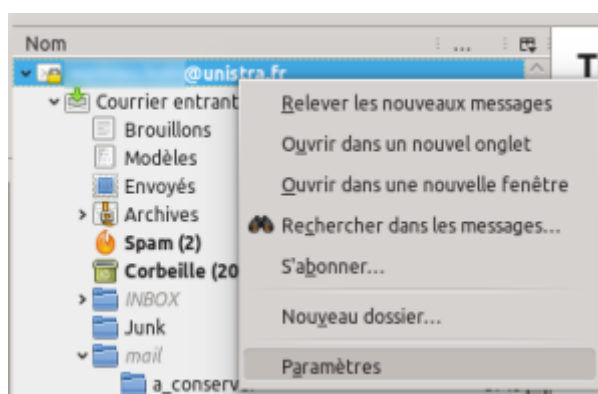 Nom
...
T
@unistra.fr
Courrier entrant
Relever les nouveaux messages
Brouillons
Ouvrir dans un nouvel onglet
Modèles
Envoyés
Ouvrir dans une nouvelle fenêtre
Archives
Rechercher dans les messages...
Spam (2)
Corbeille (20
S'abonner...
INBOX
Nouveau dossier...
Junk
mail
Paramètres
a_conserver